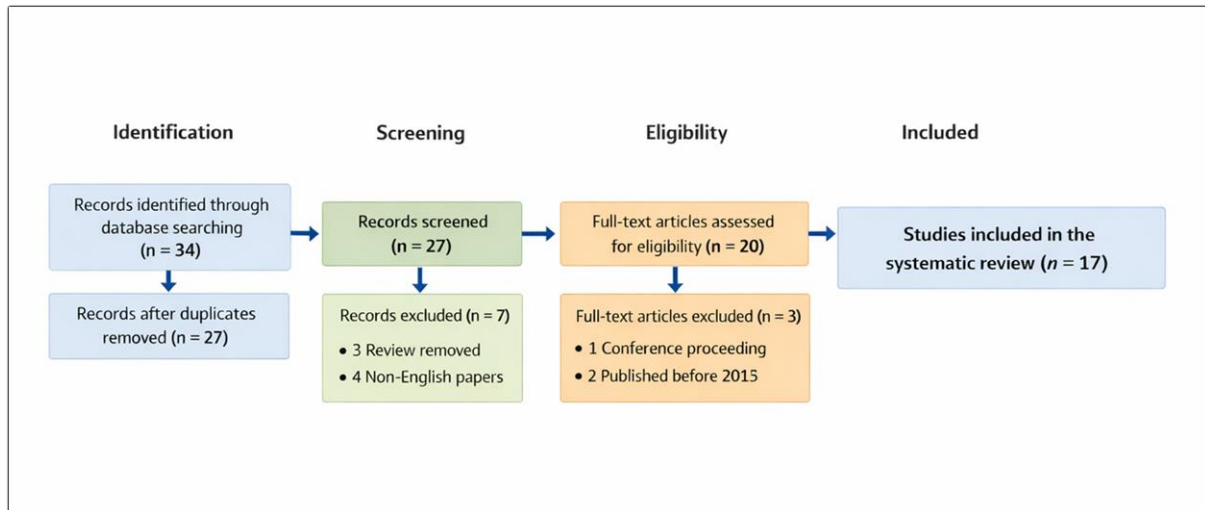 Identification
Screening
Eligibility
Included
Records identified through
database searching
(n = 34)
Records after duplicates
removed (n = 27)
Records screened
(n = 27)
Records excluded (n = 7)
• 3 Review removed
• 4 Non-English papers
Full-text articles assessed
for eligibility (n = 20)
Full-text articles excluded (n = 3)
• 1 Conference proceeding
• 2 Published before 2015
Studies included in the
systematic review (n = 17)